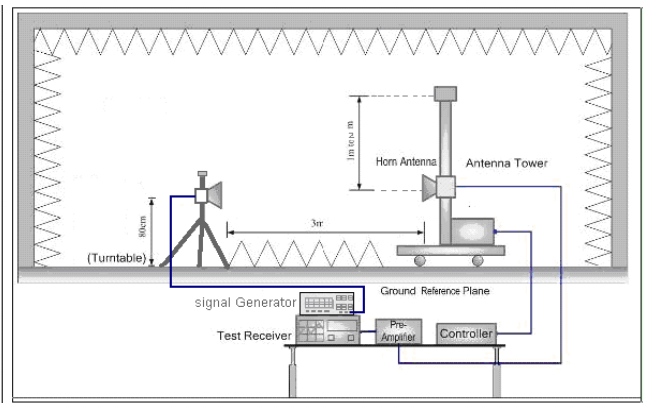 1m to 2 m
Horn Antenna
Antenna Tower
80cm
3m
(Turntable)
Ground Reference Plane
signal Generator
Test Receiver
Pre-
Amplifier
Controller